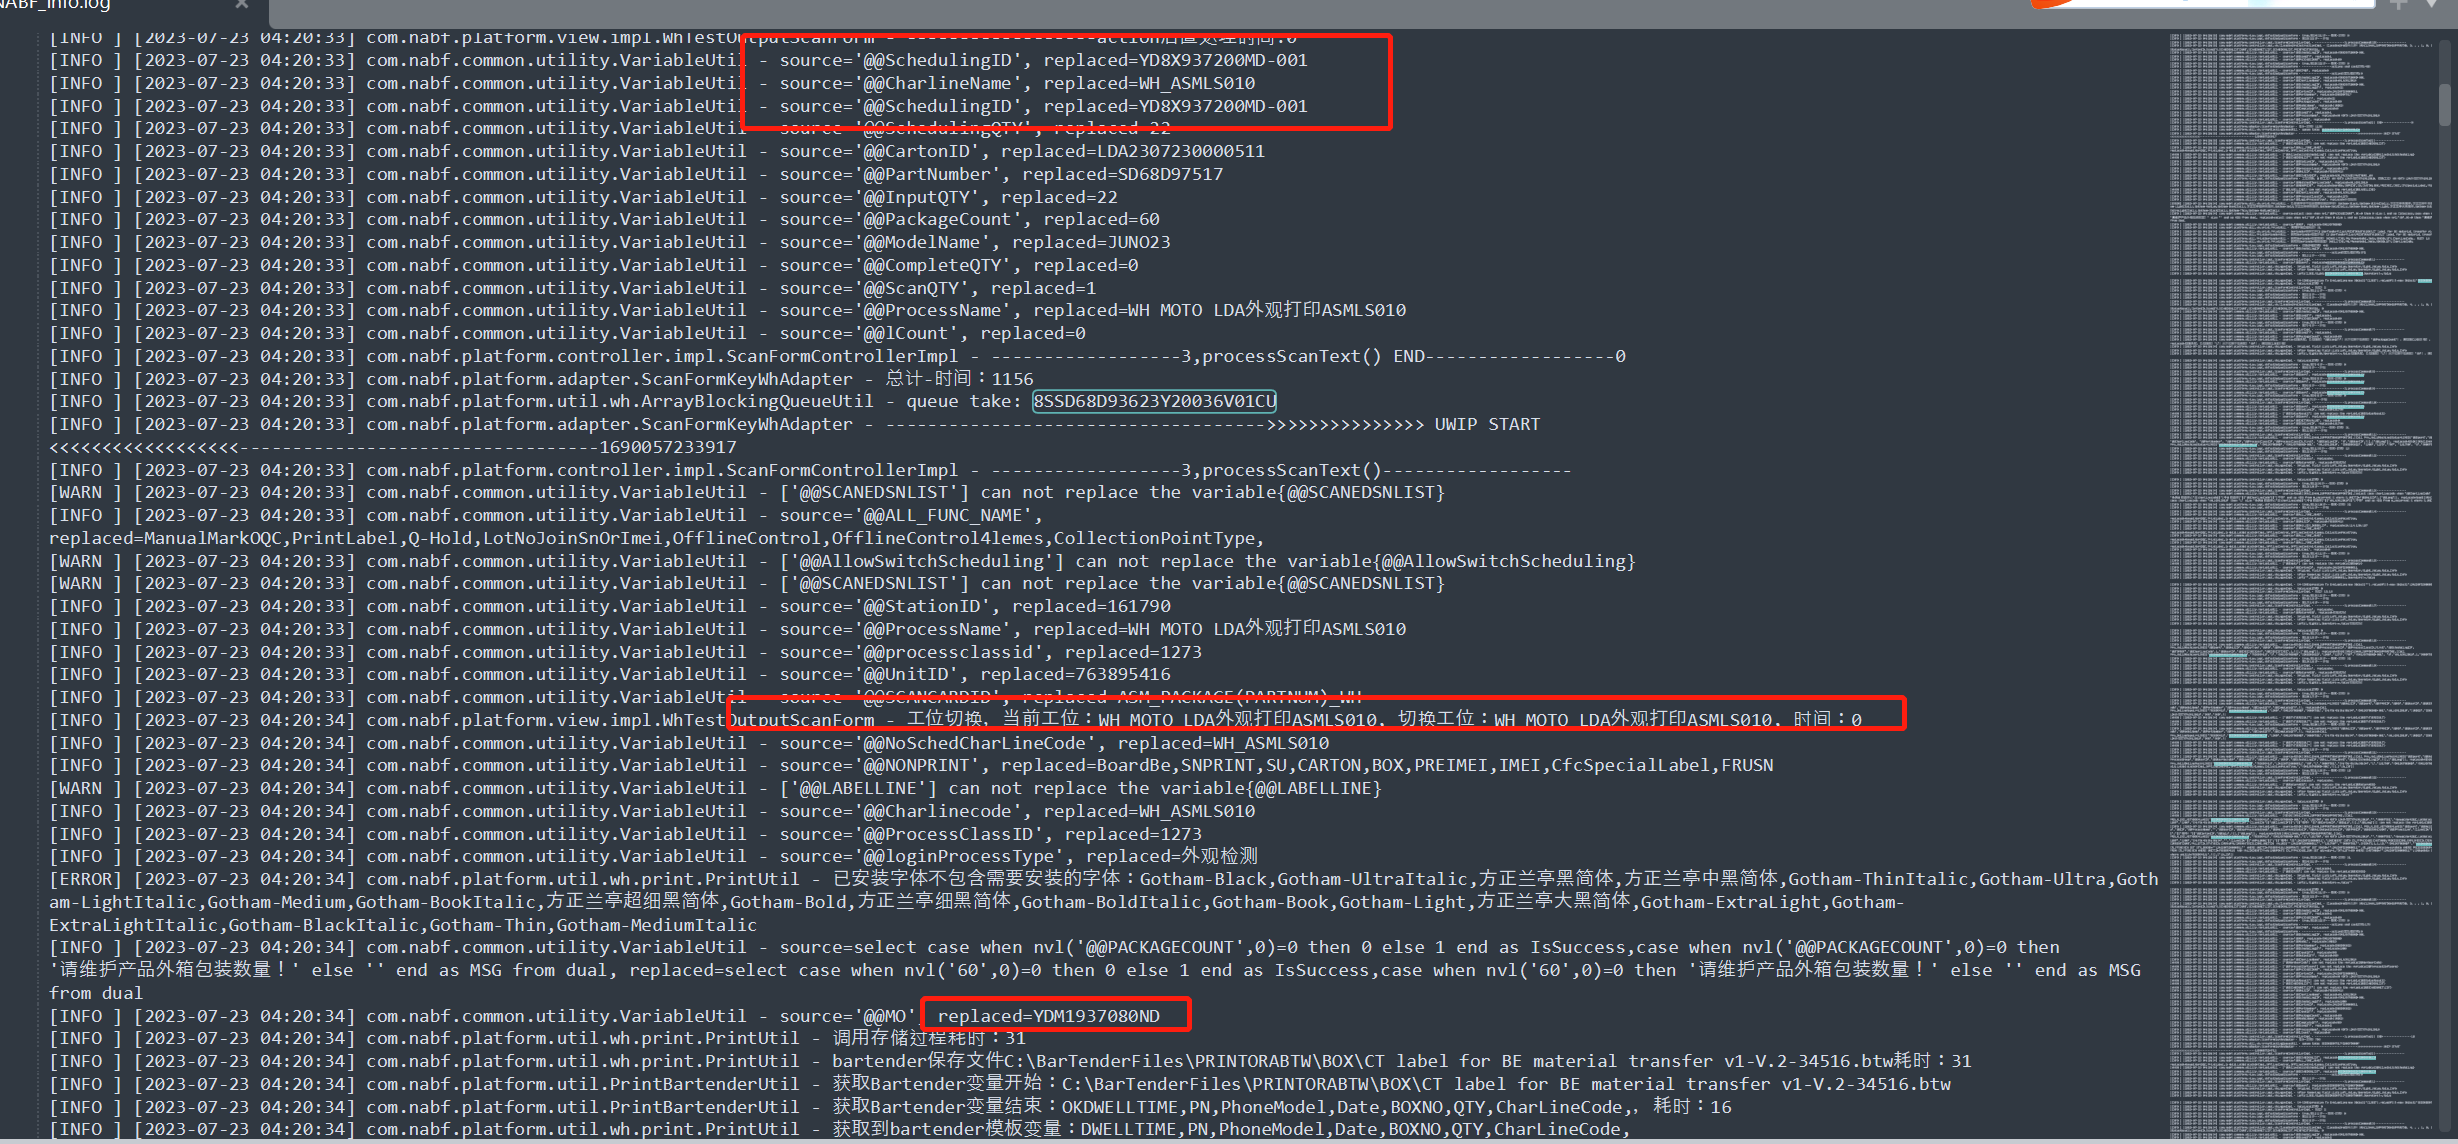 NABF_Info.log
[INFO ] [2023-07-23 04:20:33] com.nabf.platform.view.impl.WhTestOutputScanForm - ------------------action后置处理时间:0
[INFO ] [2023-07-23 04:20:33] com.nabf.common.utility.VariableUtil - source='@@SchedulingID', replaced=YD8X937200MD-001
[INFO ] [2023-07-23 04:20:33] com.nabf.common.utility.VariableUtil - source='@@CharlineName', replaced=WH_ASMLS010
[INFO ] [2023-07-23 04:20:33] com.nabf.common.utility.VariableUtil - source='@@SchedulingID', replaced=YD8X937200MD-001
[INFO ] [2023-07-23 04:20:33] com.nabf.common.utility.VariableUtil - source='@@SchedulingQTY', replaced=22
[INFO ] [2023-07-23 04:20:33] com.nabf.common.utility.VariableUtil - source='@@CartonID', replaced=LDA2307230000511
[INFO ] [2023-07-23 04:20:33] com.nabf.common.utility.VariableUtil - source='@@PartNumber', replaced=SD68D97517
[INFO ] [2023-07-23 04:20:33] com.nabf.common.utility.VariableUtil - source='@@InputQTY', replaced=22
[INFO ] [2023-07-23 04:20:33] com.nabf.common.utility.VariableUtil - source='@@PackageCount', replaced=60
[INFO ] [2023-07-23 04:20:33] com.nabf.common.utility.VariableUtil - source='@@ModelName', replaced=JUNO23
[INFO ] [2023-07-23 04:20:33] com.nabf.common.utility.VariableUtil - source='@@CompleteQTY', replaced=0
[INFO ] [2023-07-23 04:20:33] com.nabf.common.utility.VariableUtil - source='@@ScanQTY', replaced=1
[INFO ] [2023-07-23 04:20:33] com.nabf.common.utility.VariableUtil - source='@@ProcessName', replaced=WH MOTO LDA外观打印ASMLS010
[INFO ] [2023-07-23 04:20:33] com.nabf.common.utility.VariableUtil - source='@@lCount', replaced=0
[INFO ] [2023-07-23 04:20:33] com.nabf.platform.controller.impl.ScanFormControllerImpl - ------------------3,processScanText() END------------------0
[INFO ] [2023-07-23 04:20:33] com.nabf.platform.adapter.ScanFormKeyWhAdapter - 总计-时间：1156
[INFO ] [2023-07-23 04:20:33] com.nabf.platform.util.wh.ArrayBlockingQueueUtil - queue take: 8SSD68D93623Y20036V01CU
[INFO ] [2023-07-23 04:20:33] com.nabf.platform.adapter.ScanFormKeyWhAdapter - ------------------------------------>>>>>>>>>>>>>>> UWIP START
<<<<<<<<<<<<<<<<<<----------------------------------1690057233917
[INFO ] [2023-07-23 04:20:33] com.nabf.platform.controller.impl.ScanFormControllerImpl - ------------------3,processScanText()------------------
[WARN ] [2023-07-23 04:20:33] com.nabf.common.utility.VariableUtil - ['@@SCANEDSNLIST'] can not replace the variable{@@SCANEDSNLIST}
[INFO ] [2023-07-23 04:20:33] com.nabf.common.utility.VariableUtil - source='@@ALL_FUNC_NAME',
replaced=ManualMarkOQC,PrintLabel,Q-Hold,LotNoJoinSnOrImei,OfflineControl,OfflineControl4lemes,CollectionPointType,
[WARN ] [2023-07-23 04:20:33] com.nabf.common.utility.VariableUtil - ['@@AllowSwitchScheduling'] can not replace the variable{@@AllowSwitchScheduling}
[WARN ] [2023-07-23 04:20:33] com.nabf.common.utility.VariableUtil - ['@@SCANEDSNLIST'] can not replace the variable{@@SCANEDSNLIST}
[INFO ] [2023-07-23 04:20:33] com.nabf.common.utility.VariableUtil - source='@@StationID', replaced=161790
[INFO ] [2023-07-23 04:20:33] com.nabf.common.utility.VariableUtil - source='@@ProcessName', replaced=WH MOTO LDA外观打印ASMLS010
[INFO ] [2023-07-23 04:20:33] com.nabf.common.utility.VariableUtil - source='@@processclassid', replaced=1273
[INFO ] [2023-07-23 04:20:33] com.nabf.common.utility.VariableUtil - source='@@UnitID', replaced=763895416
[INFO ] [2023-07-23 04:20:33] com.nabf.common.utility.VariableUtil - source='@@SCANCARDID', replaced=ASM_PACKAGE(PARTNUM)_WH
[INFO ] [2023-07-23 04:20:34] com.nabf.platform.view.impl.WhTestOutputScanForm - 工位切换，当前工位：WH MOTO LDA外观打印ASMLS010，切换工位：WH MOTO LDA外观打印ASMLS010，时间：0
[INFO ] [2023-07-23 04:20:34] com.nabf.common.utility.VariableUtil - source='@@NoSchedCharLineCode', replaced=WH_ASMLS010
[INFO ] [2023-07-23 04:20:34] com.nabf.common.utility.VariableUtil - source='@@NONPRINT', replaced=BoardBe,SNPRINT,SU,CARTON,BOX,PREIMEI,IMEI,CfcSpecialLabel,FRUSN
[WARN ] [2023-07-23 04:20:34] com.nabf.common.utility.VariableUtil - ['@@LABELLINE'] can not replace the variable{@@LABELLINE}
[INFO ] [2023-07-23 04:20:34] com.nabf.common.utility.VariableUtil - source='@@Charlinecode', replaced=WH_ASMLS010
[INFO ] [2023-07-23 04:20:34] com.nabf.common.utility.VariableUtil - source='@@ProcessClassID', replaced=1273
[INFO ] [2023-07-23 04:20:34] com.nabf.common.utility.VariableUtil - source='@@loginProcessType', replaced=外观检测
[ERROR] [2023-07-23 04:20:34] com.nabf.platform.util.wh.print.PrintUtil - 已安装字体不包含需要安装的字体：Gotham-Black,Gotham-UltraItalic,方正兰亭黑简体,方正兰亭中黑简体,Gotham-ThinItalic,Gotham-Ultra,Goth
am-LightItalic,Gotham-Medium,Gotham-BookItalic,方正兰亭超细黑简体,Gotham-Bold,方正兰亭细黑简体,Gotham-BoldItalic,Gotham-Book,Gotham-Light,方正兰亭大黑简体,Gotham-ExtraLight,Gotham-
ExtraLightItalic,Gotham-BlackItalic,Gotham-Thin,Gotham-MediumItalic
[INFO ] [2023-07-23 04:20:34] com.nabf.common.utility.VariableUtil - source=select case when nvl('@@PACKAGECOUNT',0)=0 then 0 else 1 end as IsSuccess,case when nvl('@@PACKAGECOUNT',0)=0 then
'请维护产品外箱包装数量！' else '' end as MSG from dual, replaced=select case when nvl('60',0)=0 then 0 else 1 end as IsSuccess,case when nvl('60',0)=0 then '请维护产品外箱包装数量！' else '' end as MSG
from dual
[INFO ] [2023-07-23 04:20:34] com.nabf.common.utility.VariableUtil - source='@@MO', replaced=YDM1937080ND
[INFO ] [2023-07-23 04:20:34] com.nabf.platform.util.wh.print.PrintUtil - 调用存储过程耗时：31
[INFO ] [2023-07-23 04:20:34] com.nabf.platform.util.wh.print.PrintUtil - bartender保存文件C:\BarTenderFiles\PRINTORABTW\BOX\CT label for BE material transfer v1-V.2-34516.btw耗时：31
[INFO ] [2023-07-23 04:20:34] com.nabf.platform.util.PrintBartenderUtil - 获取Bartender变量开始：C:\BarTenderFiles\PRINTORABTW\BOX\CT label for BE material transfer v1-V.2-34516.btw
[INFO ] [2023-07-23 04:20:34] com.nabf.platform.util.PrintBartenderUtil - 获取Bartender变量结束：OKDWELLTIME,PN,PhoneModel,Date,BOXNO,QTY,CharLineCode,，耗时：16
[INFO ] [2023-07-23 04:20:34] com.nabf.platform.util.wh.print.PrintUtil - 获取到bartender模板变量：DWELLTIME,PN,PhoneModel,Date,BOXNO,QTY,CharLineCode,